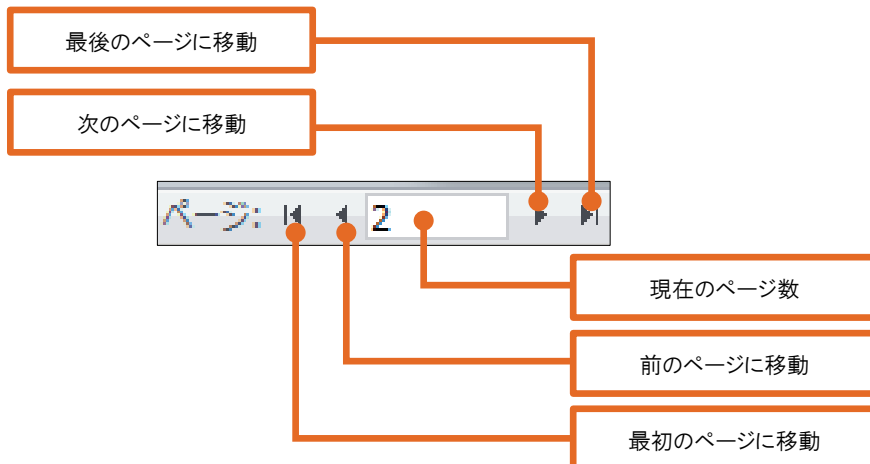 最後のページに移動
次のページに移動
ページ: 2
現在のページ数
前のページに移動
最初のページに移動